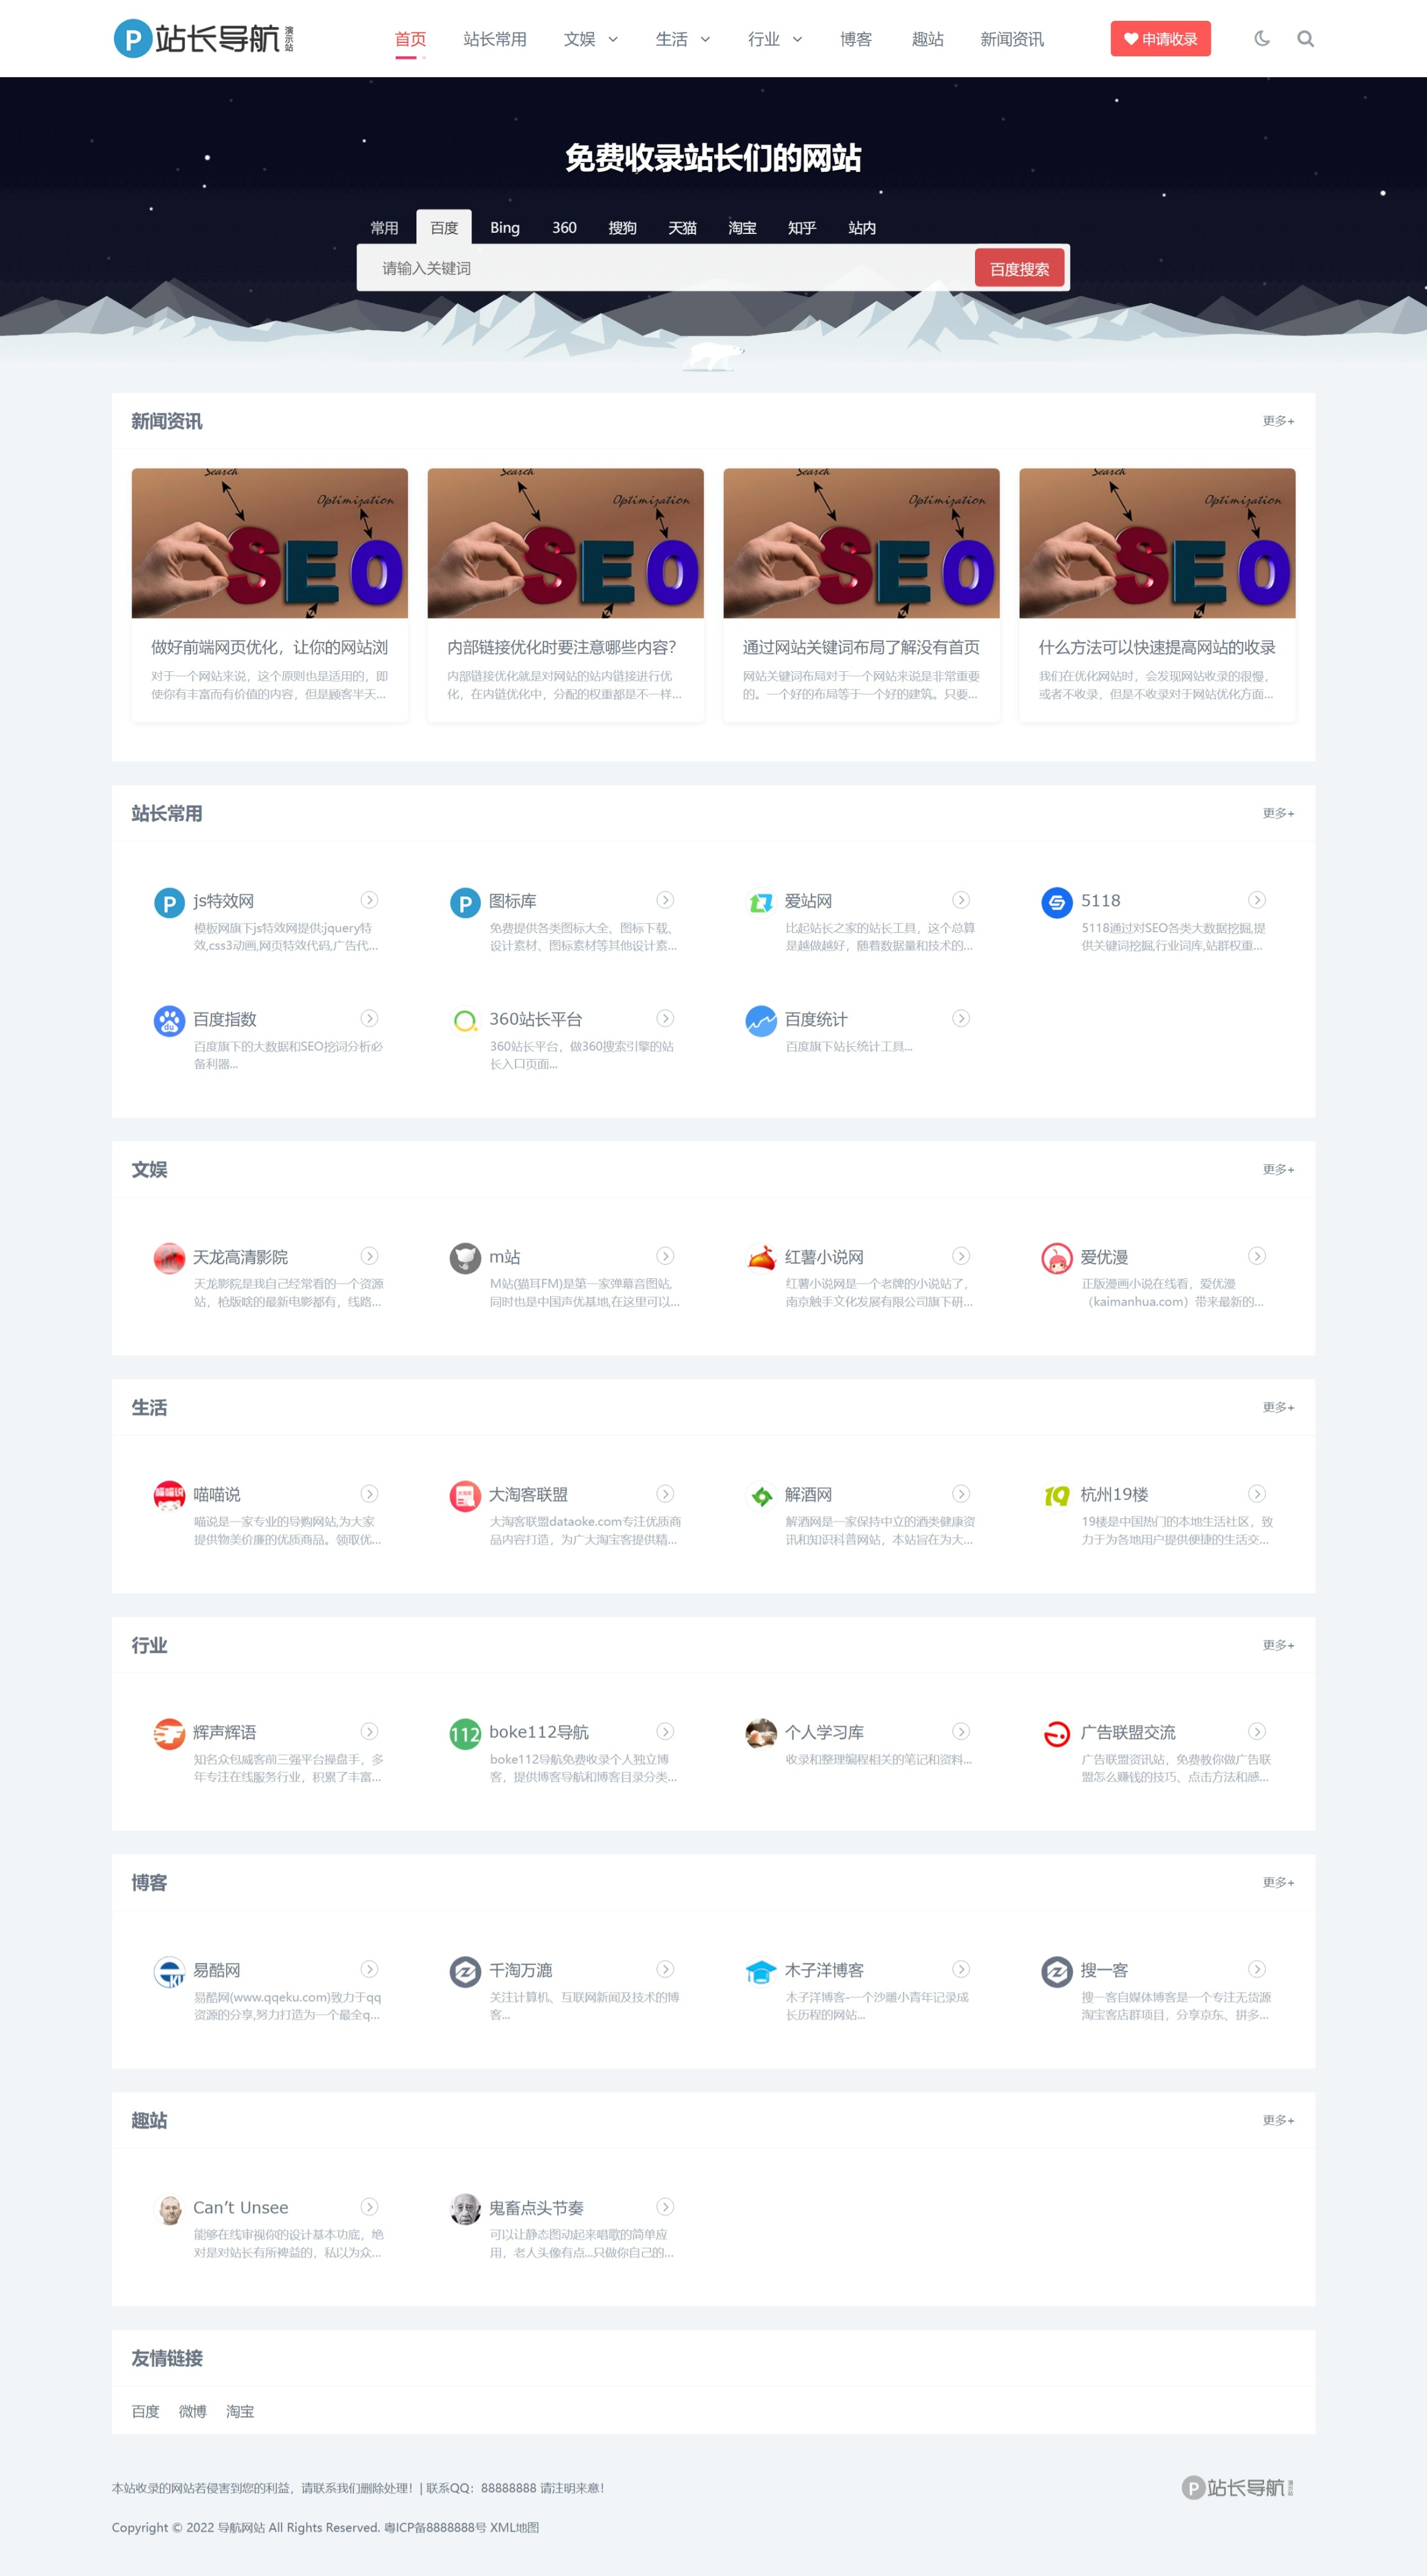 P站长导航 演示站
首页 站长常用 文娱 生活 行业 博客 趣站 新闻资讯 申请收录
免费收录站长们的网站
常用 百度 Bing 360 搜狗 天猫 淘宝 知乎 站内
请输入关键词 百度搜索
新闻资讯 更多+
Search Optimization SEO
Search Optimization SEO
Search Optimization SEO
Search Optimization SEO
做好前端网页优化，让你的网站浏
对于一个网站来说，这个原则也是适用的，即
使你有丰富而有价值的内容，但是顾客半天...
内部链接优化时要注意哪些内容？
内部链接优化就是对网站的站内链接进行优
化，在内链优化中，分配的权重都是不一样...
通过网站关键词布局了解没有首页
网站关键词布局对于一个网站来说是非常重要
的。一个好的布局等于一个好的建筑。只要...
什么方法可以快速提高网站的收录
我们在优化网站时，会发现网站收录的很慢，
或者不收录，但是不收录对于网站优化方面...
站长常用 更多+
js特效网
模板网旗下js特效网提供:jquery特
效,css3动画,网页特效代码,广告代...
图标库
免费提供各类图标大全、图标下载、
设计素材、图标素材等其他设计素...
爱站网
比起站长之家的站长工具，这个总算
是越做越好，随着数据量和技术的...
5118
5118通过对SEO各类大数据挖掘,提
供关键词挖掘,行业词库,站群权重...
百度指数
百度旗下的大数据和SEO挖词分析必
备利器...
360站长平台
360站长平台，做360搜索引擎的站
长入口页面...
百度统计
百度旗下站长统计工具...
文娱 更多+
天龙高清影院
天龙影院是我自己经常看的一个资源
站，枪版啥的最新电影都有，线路...
m站
M站(猫耳FM)是第一家弹幕音图站,
同时也是中国声优基地,在这里可以...
红薯小说网
红薯小说网是一个老牌的小说站了，
南京触手文化发展有限公司旗下研...
爱优漫
正版漫画小说在线看，爱优漫
（kaimanhua.com）带来最新的...
生活 更多+
喵喵说
喵说是一家专业的导购网站,为大家
提供物美价廉的优质商品。领取优...
大淘客联盟
大淘客联盟dataoke.com专注优质商
品内容打造，为广大淘宝客提供精...
解酒网
解酒网是一家保持中立的酒类健康资
讯和知识科普网站，本站旨在为大...
杭州19楼
19楼是中国热门的本地生活社区，致
力于为各地用户提供便捷的生活交...
行业 更多+
辉声辉语
知名众包威客前三强平台操盘手，多
年专注在线服务行业，积累了丰富...
112
boke112导航
boke112导航免费收录个人独立博
客，提供博客导航和博客目录分类...
个人学习库
收录和整理编程相关的笔记和资料...
广告联盟交流
广告联盟资讯站，免费教你做广告联
盟怎么赚钱的技巧、点击方法和感...
博客 更多+
易酷网
易酷网(www.qqeku.com)致力于qq
资源的分享,努力打造为一个最全q...
千淘万漉
关注计算机、互联网新闻及技术的博
客...
木子洋博客
木子洋博客-一个沙雕小青年记录成
长历程的网站...
搜一客
搜一客自媒体博客是一个专注无货源
淘宝客店群项目，分享京东、拼多...
趣站 更多+
Can’t Unsee
能够在线审视你的设计基本功底，绝
对是对站长有所裨益的，私以为众...
鬼畜点头节奏
可以让静态图动起来唱歌的简单应
用，老人头像有点...只做你自己的...
友情链接
百度 微博 淘宝
本站收录的网站若侵害到您的利益，请联系我们删除处理！| 联系QQ：88888888 请注明来意！
P站长导航 演示站
Copyright © 2022 导航网站 All Rights Reserved. 粤ICP备8888888号 XML地图